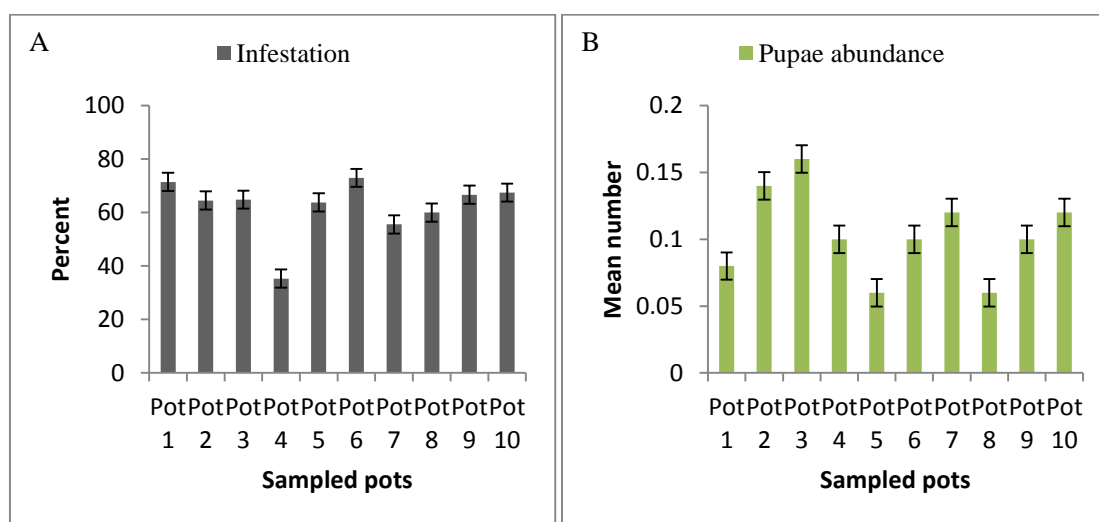 A
Infestation
Percent
100
80
60
40
20
0
Pot Pot Pot Pot Pot Pot Pot Pot Pot Pot
1 2 3 4 5 6 7 8 9 10
Sampled pots
B
Pupae abundance
Mean number
0.2
0.15
0.1
0.05
0
Pot Pot Pot Pot Pot Pot Pot Pot Pot Pot
1 2 3 4 5 6 7 8 9 10
Sampled pots